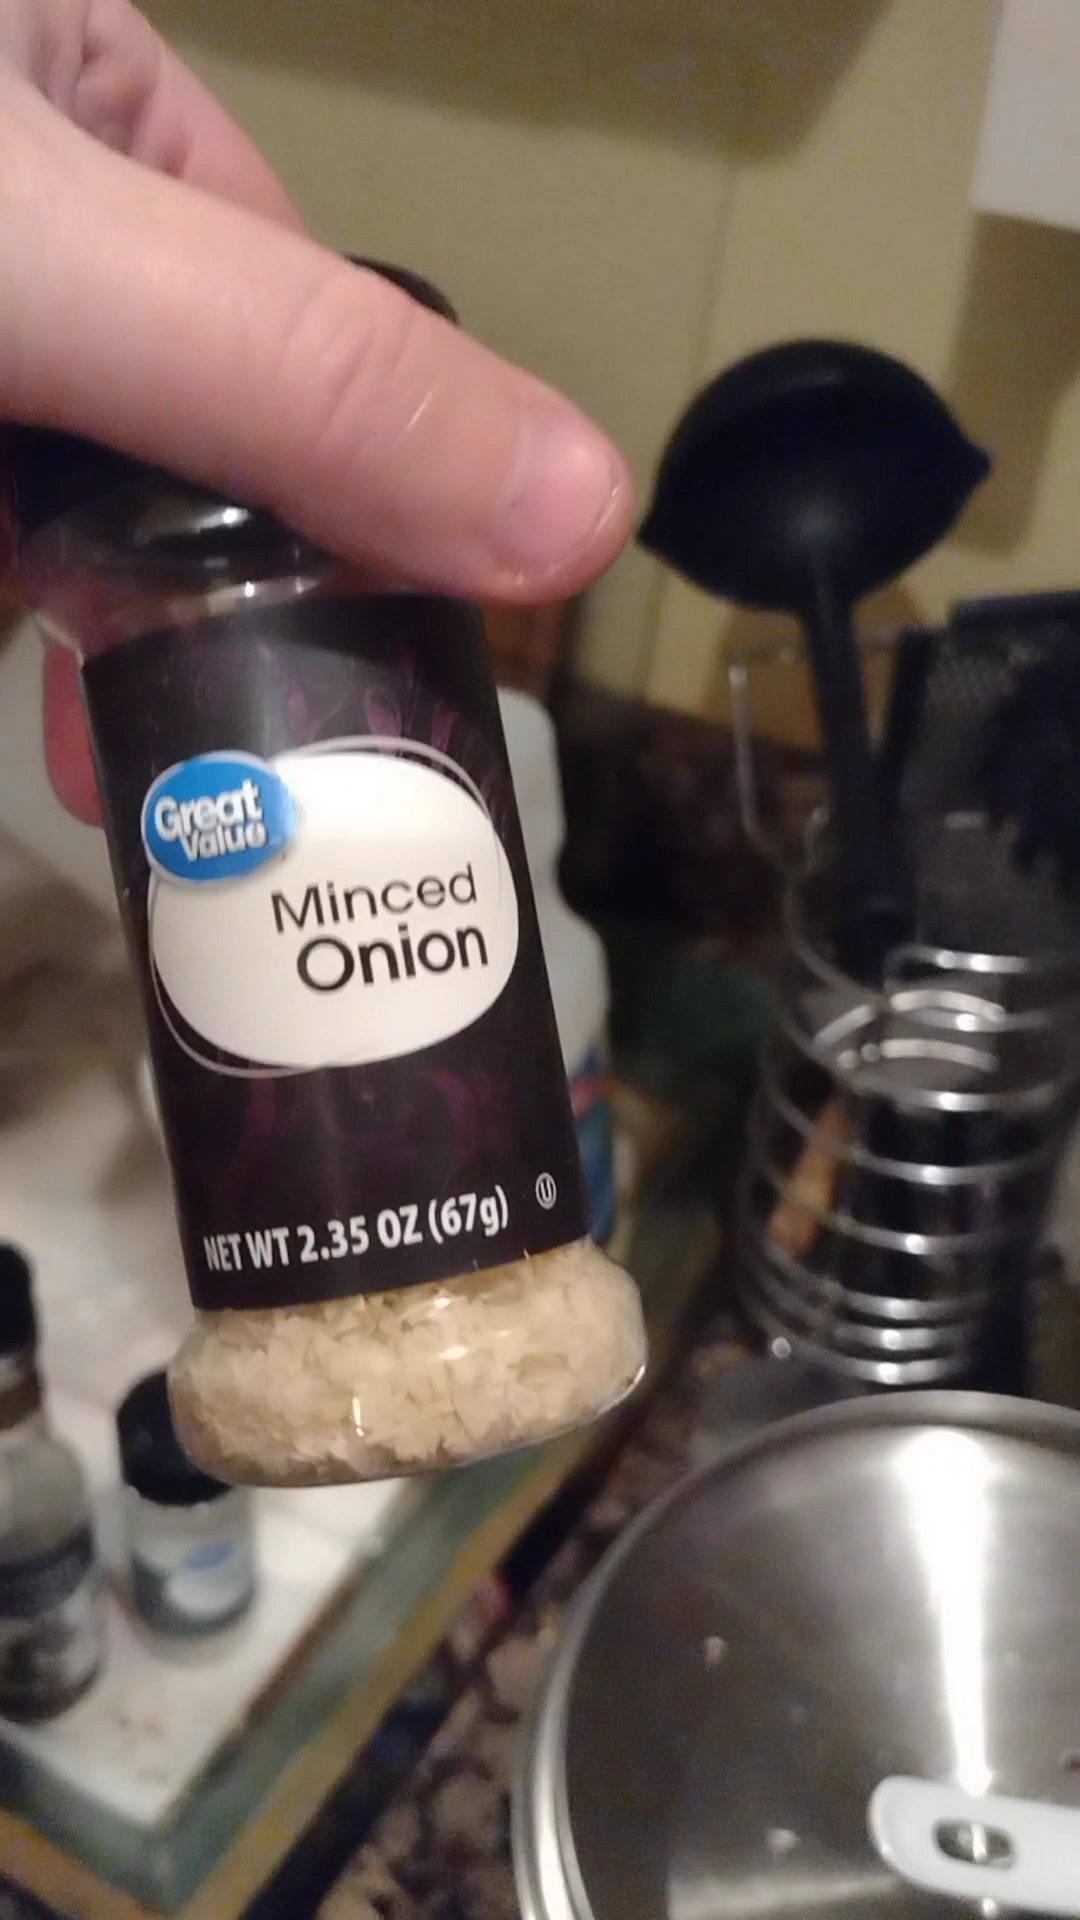 Great
Value
Minced
Onion
NET WT 2.35 OZ (67g)
U